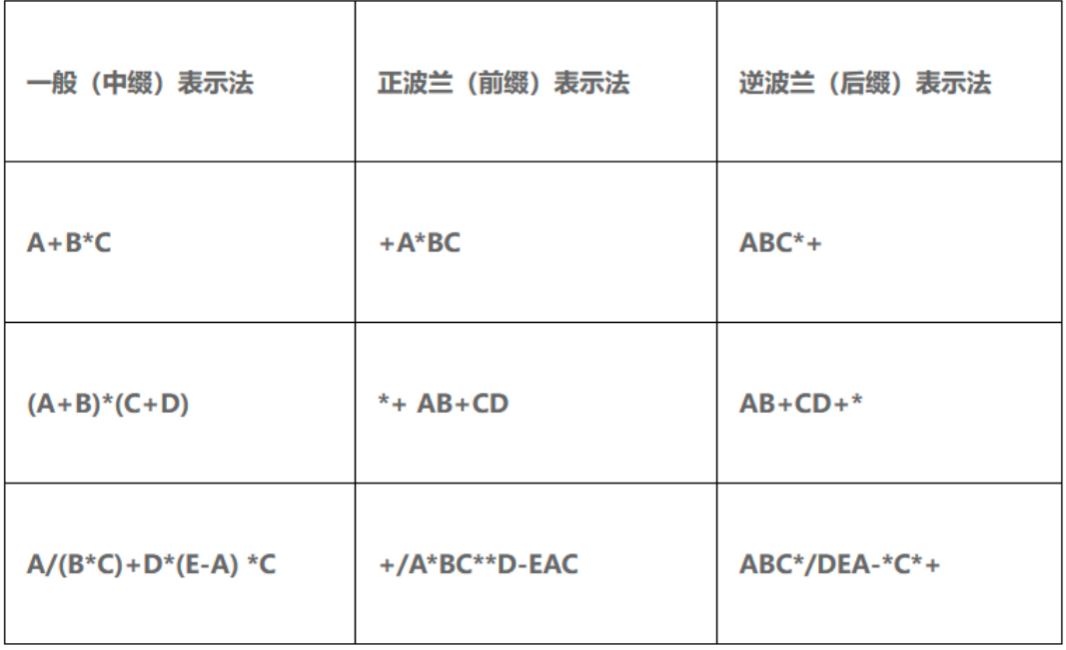 一般（中缀）表示法 正波兰（前缀）表示法 逆波兰（后缀）表示法
A+B*C +A*BC ABC*+
(A+B)*(C+D) *+ AB+CD AB+CD+*
A/(B*C)+D*(E-A) *C +/A*BC**D-EAC ABC*/DEA-*C*+